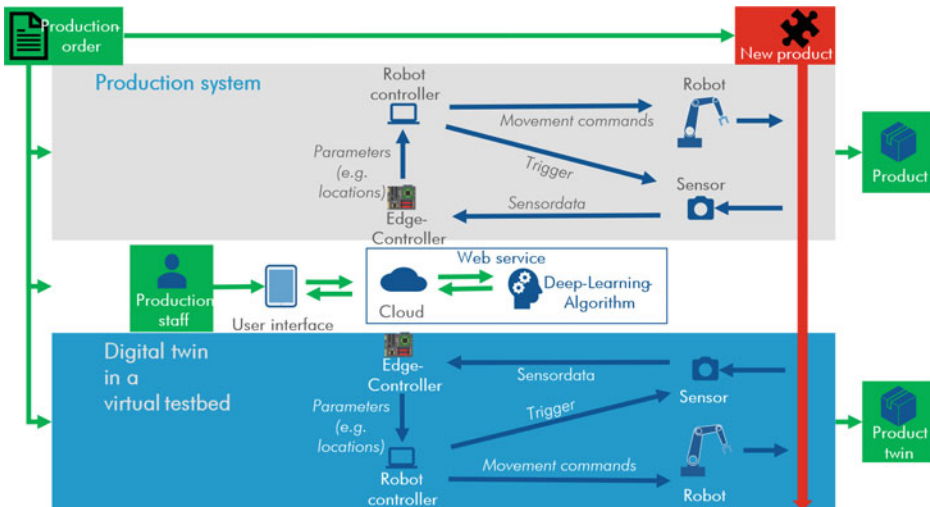 Production-
order
New product
Production system
Robot
controller
Robot
Movement commands
Parameters
(e.g.
locations)
Trigger
Sensor
Sensordata
Edge-
Controller
Product
Web service
Deep-Learning-
Algorithm
Cloud
Production
staff
User interface
Digital twin
in a
virtual testbed
Edge-
Controller
Sensordata
Sensor
Parameters
(e.g.
locations)
Trigger
Product
twin
Movement commands
Robot
controller
Robot